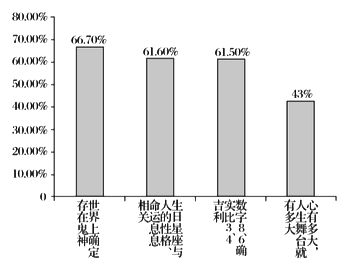 80.00%
70.00%
60.00%
50.00%
40.00%
30.00%
20.00%
10.00%
0
66.70%
61.60%
61.50%
43%
世界上确定
存在鬼神
生日星座与
人的性格、
命运息息
相关
数字8、6确
实比3、4
吉利
心有多大，
人生舞台就
有多大